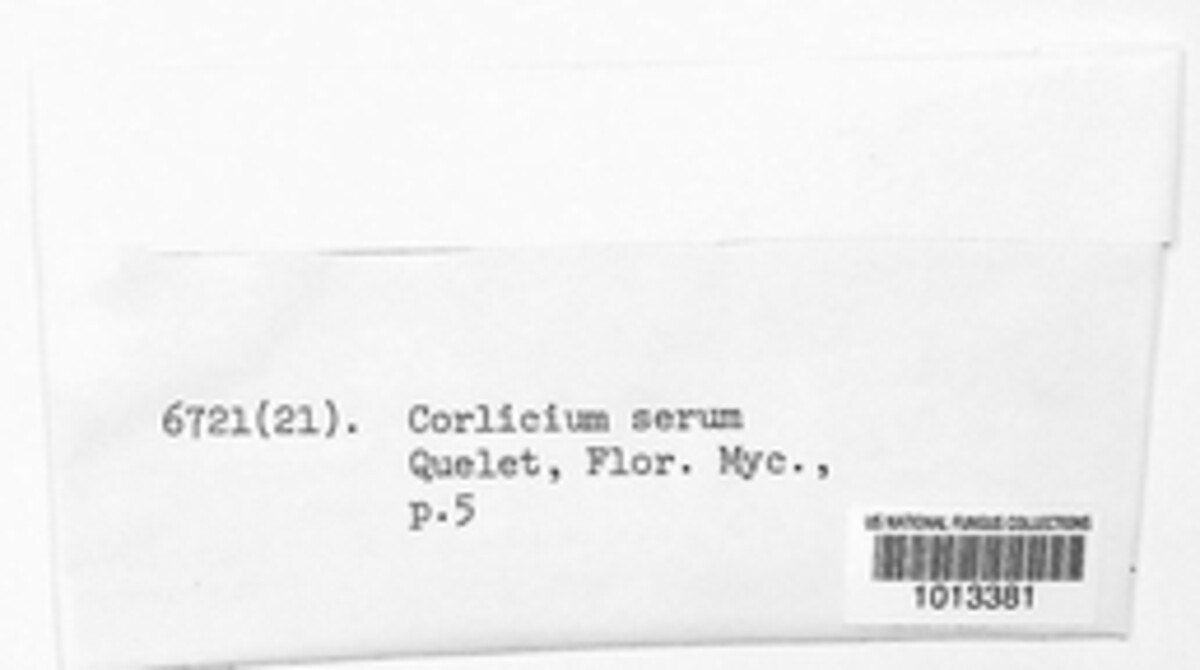 6721(21). Corlicium serum
Quelet, Flor. Myc.,
p.5
US NATIONAL FUNGUS COLLECTIONS
1013381